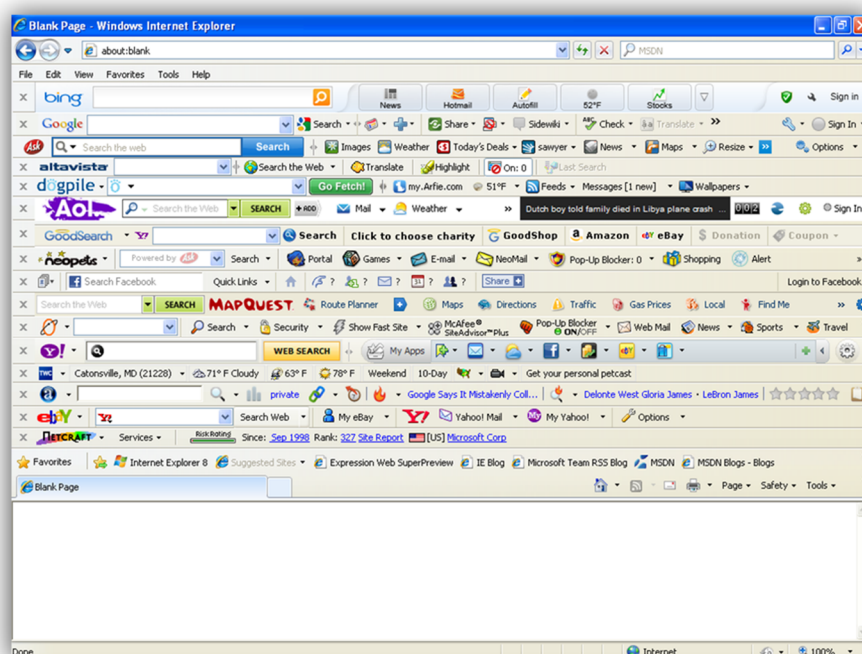 Blank Page - Windows Internet Explorer
about:blank MSDN
File Edit View Favorites Tools Help
x bing News Hotmail Autofill 52°F Stocks Sign in
x Google Search Share Sidewiki Check Translate » Sign In
Ask Search the web Search Images Weather Today's Deals sawyer News Maps Resize » Options
x altavista Search the Web Translate Highlight On: 0 Last Search
x dogpile Go Fetch! my.Arfie.com 51°F Feeds Messages [1 new] Wallpapers
x Aol Search the Web SEARCH + ADD Mail Weather » Dutch boy told family died in Libya plane crash ... 002 Sign In
x GoodSearch Search Click to choose charity GoodShop Amazon eBay Donation Coupon
x neopets Powered by Ask Search Portal Games E-mail NeoMail Pop-Up Blocker: 0 Shopping Alert »
x Search Facebook Quick Links ? ? ? ? ? Share Login to Facebook
Search the Web SEARCH MAPQUEST Route Planner Maps Directions Traffic Gas Prices Local Find Me »
x Search Security Show Fast Site McAfee® SiteAdvisor™Plus Pop-Up Blocker ON/OFF Web Mail News Sports Travel
x Y! WEB SEARCH My Apps
x TWC Catonsville, MD (21228) 71°F Cloudy 63° F 78° F Weekend 10-Day Get your personal petcast
x a private Google Says It Mistakenly Coll... Delonte West Gloria James - LeBron James
x ebY Search Web My eBay Y! Yahoo! Mail My Yahoo! Options
x NETCRAFT Services Risk Rating Since: Sep 1998 Rank: 327 Site Report [US] Microsoft Corp
Favorites Internet Explorer 8 Suggested Sites Expression Web SuperPreview IE Blog Microsoft Team RSS Blog MSDN MSDN Blogs - Blogs
Blank Page Page Safety Tools
Done Internet 100%